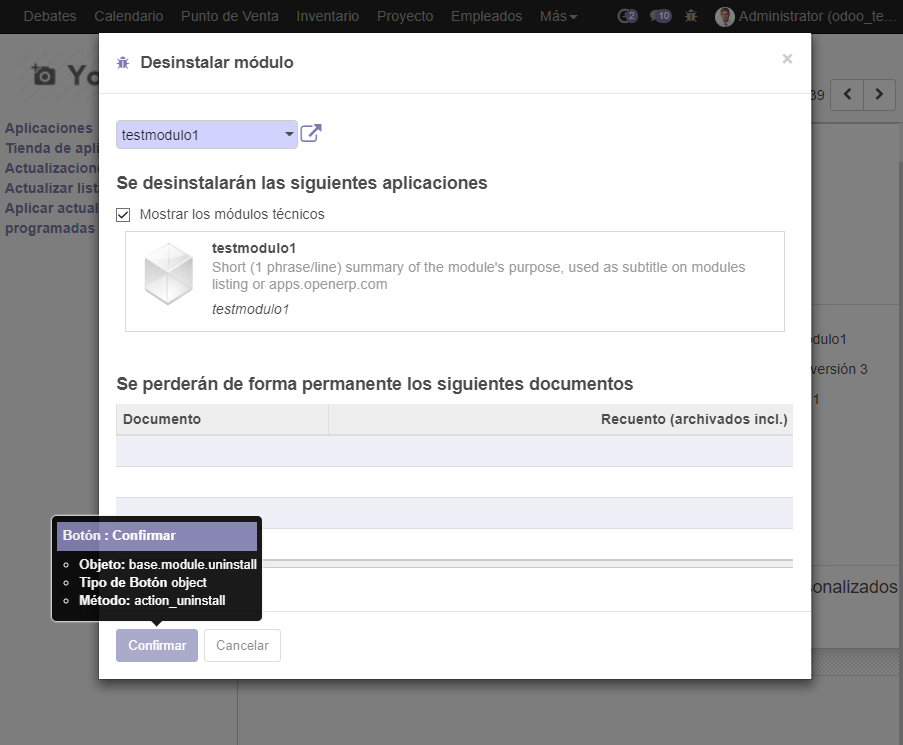 Debates Calendario Punto de Venta Inventario Proyecto Empleados Más 2 10 Administrator (odoo_te...
Desinstalar módulo ×
Yo
39
testmodulo1
Aplicaciones
Tienda de apli
Actualizacion
Actualizar list
Aplicar actual
programadas
Se desinstalarán las siguientes aplicaciones
Mostrar los módulos técnicos
testmodulo1
Short (1 phrase/line) summary of the module's purpose, used as subtitle on modules
listing or apps.openerp.com
testmodulo1
dulo1
versión 3
1
Se perderán de forma permanente los siguientes documentos
Documento Recuento (archivados incl.)
Botón : Confirmar
Objeto: base.module.uninstall
Tipo de Botón object
Método: action_uninstall
onalizados
Confirmar Cancelar